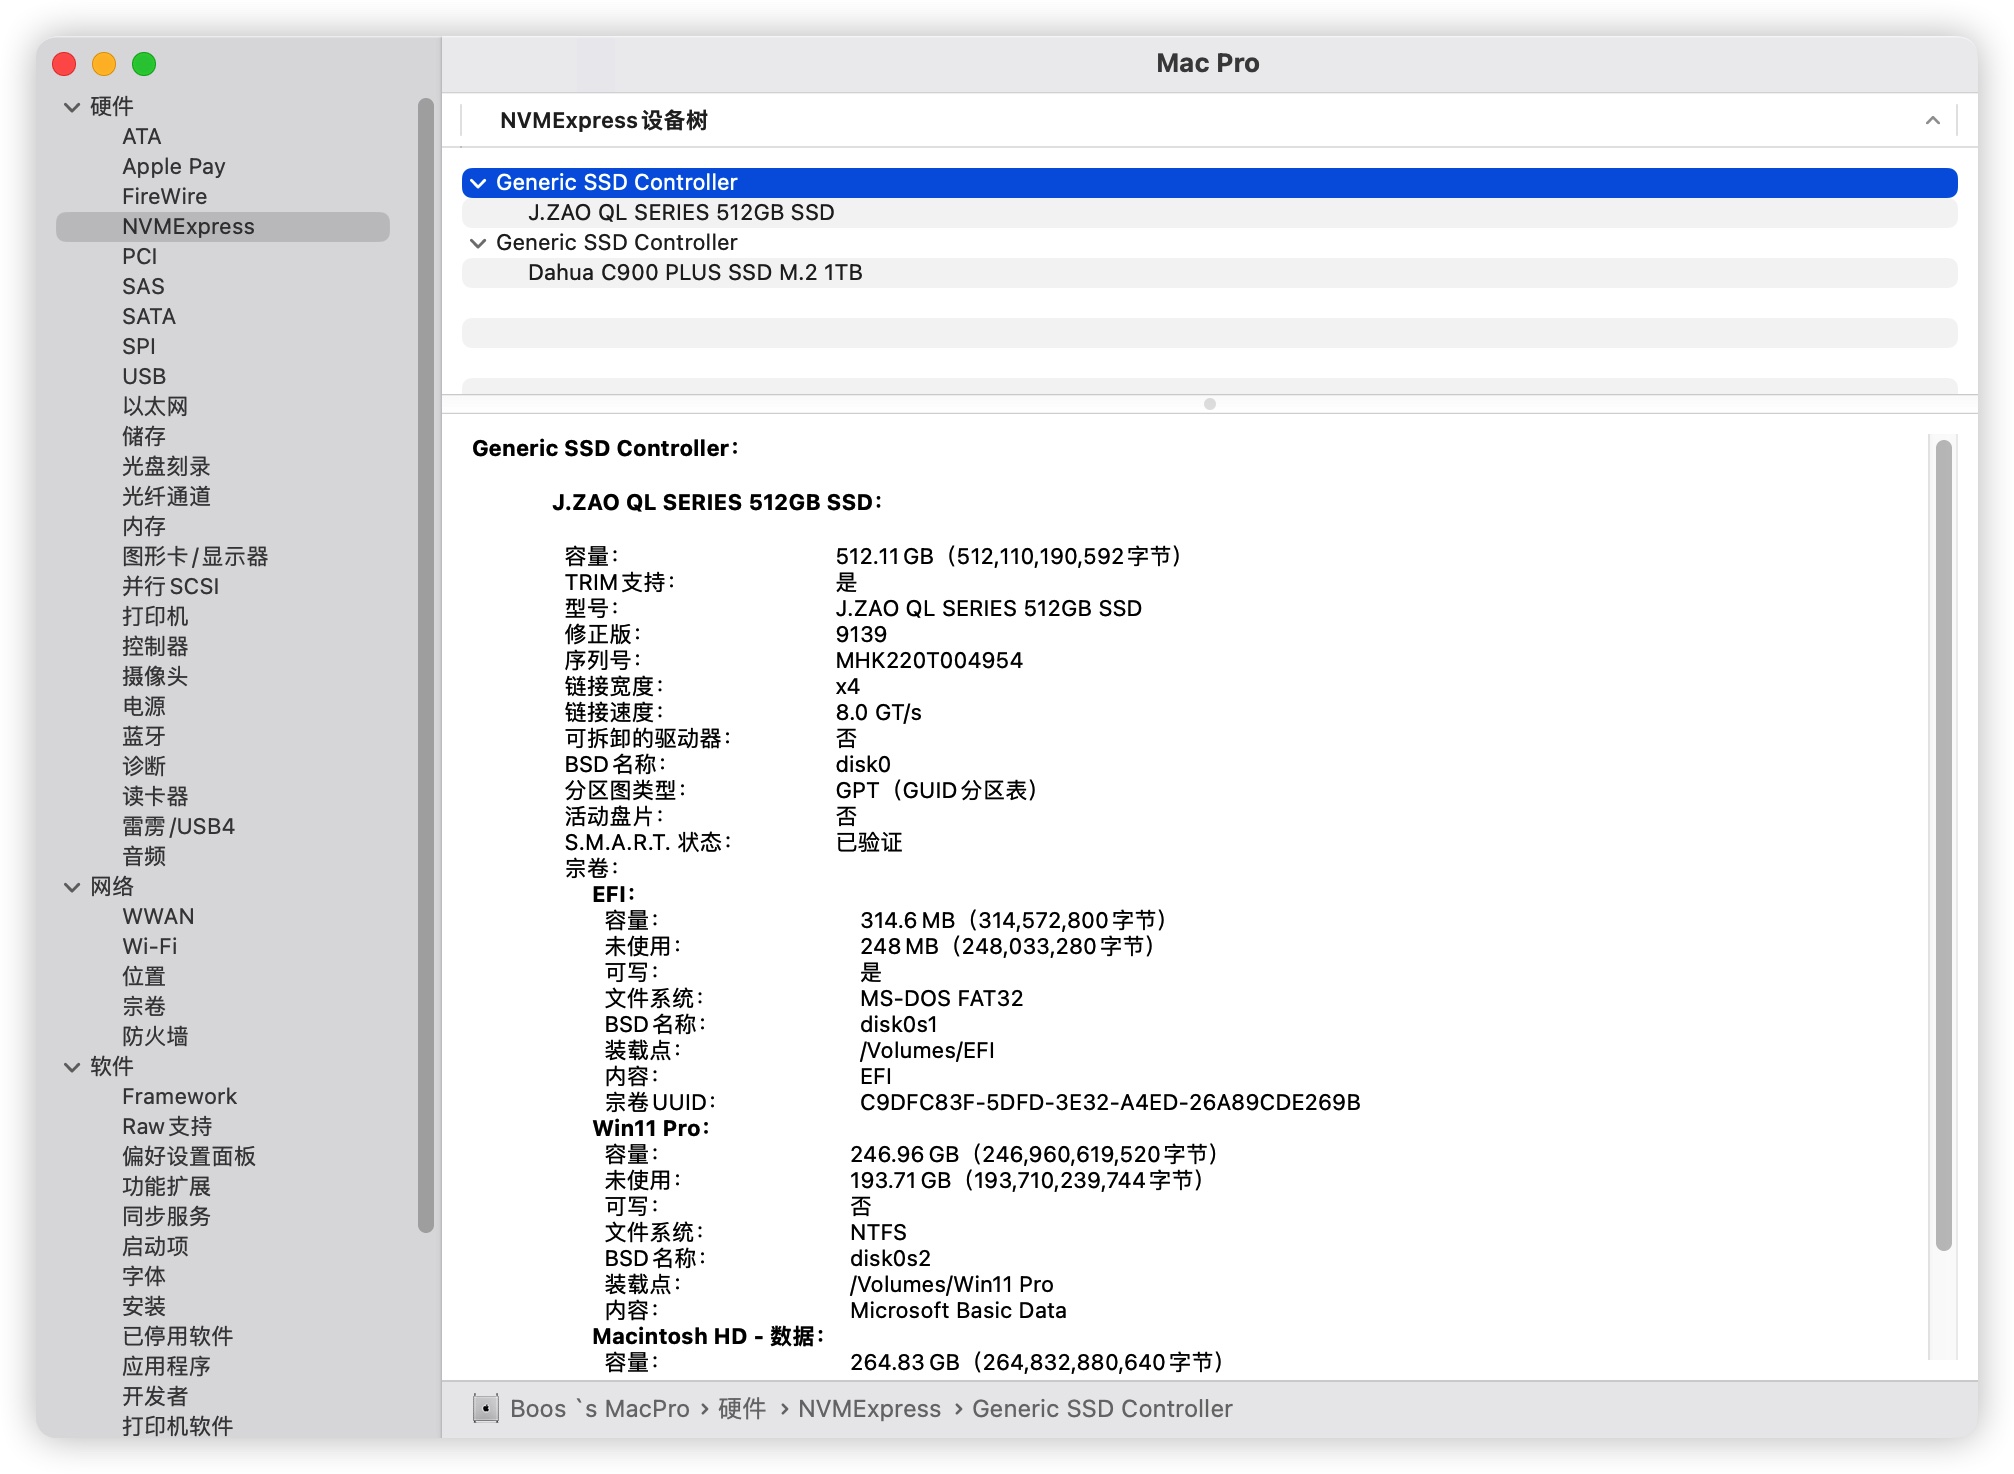 Mac Pro
硬件
ATA
Apple Pay
FireWire
NVMExpress
PCI
SAS
SATA
SPI
USB
以太网
储存
光盘刻录
光纤通道
内存
图形卡/显示器
并行SCSI
打印机
控制器
摄像头
电源
蓝牙
诊断
读卡器
雷雳/USB4
音频
网络
WWAN
Wi-Fi
位置
宗卷
防火墙
软件
Framework
Raw支持
偏好设置面板
功能扩展
同步服务
启动项
字体
安装
已停用软件
应用程序
开发者
打印机软件
NVMExpress设备树
Generic SSD Controller
J.ZAO QL SERIES 512GB SSD
Generic SSD Controller
Dahua C900 PLUS SSD M.2 1TB
Generic SSD Controller：
J.ZAO QL SERIES 512GB SSD：
容量： 512.11 GB（512,110,190,592字节）
TRIM支持： 是
型号： J.ZAO QL SERIES 512GB SSD
修正版： 9139
序列号： MHK220T004954
链接宽度： x4
链接速度： 8.0 GT/s
可拆卸的驱动器： 否
BSD名称： disk0
分区图类型： GPT（GUID分区表）
活动盘片： 否
S.M.A.R.T. 状态： 已验证
宗卷：
EFI：
容量： 314.6 MB（314,572,800字节）
未使用： 248 MB（248,033,280字节）
可写： 是
文件系统： MS-DOS FAT32
BSD名称： disk0s1
装载点： /Volumes/EFI
内容： EFI
宗卷UUID： C9DFC83F-5DFD-3E32-A4ED-26A89CDE269B
Win11 Pro：
容量： 246.96 GB（246,960,619,520字节）
未使用： 193.71 GB（193,710,239,744字节）
可写： 否
文件系统： NTFS
BSD名称： disk0s2
装载点： /Volumes/Win11 Pro
内容： Microsoft Basic Data
Macintosh HD - 数据：
容量： 264.83 GB（264,832,880,640字节）
Boos `s MacPro › 硬件 › NVMExpress › Generic SSD Controller